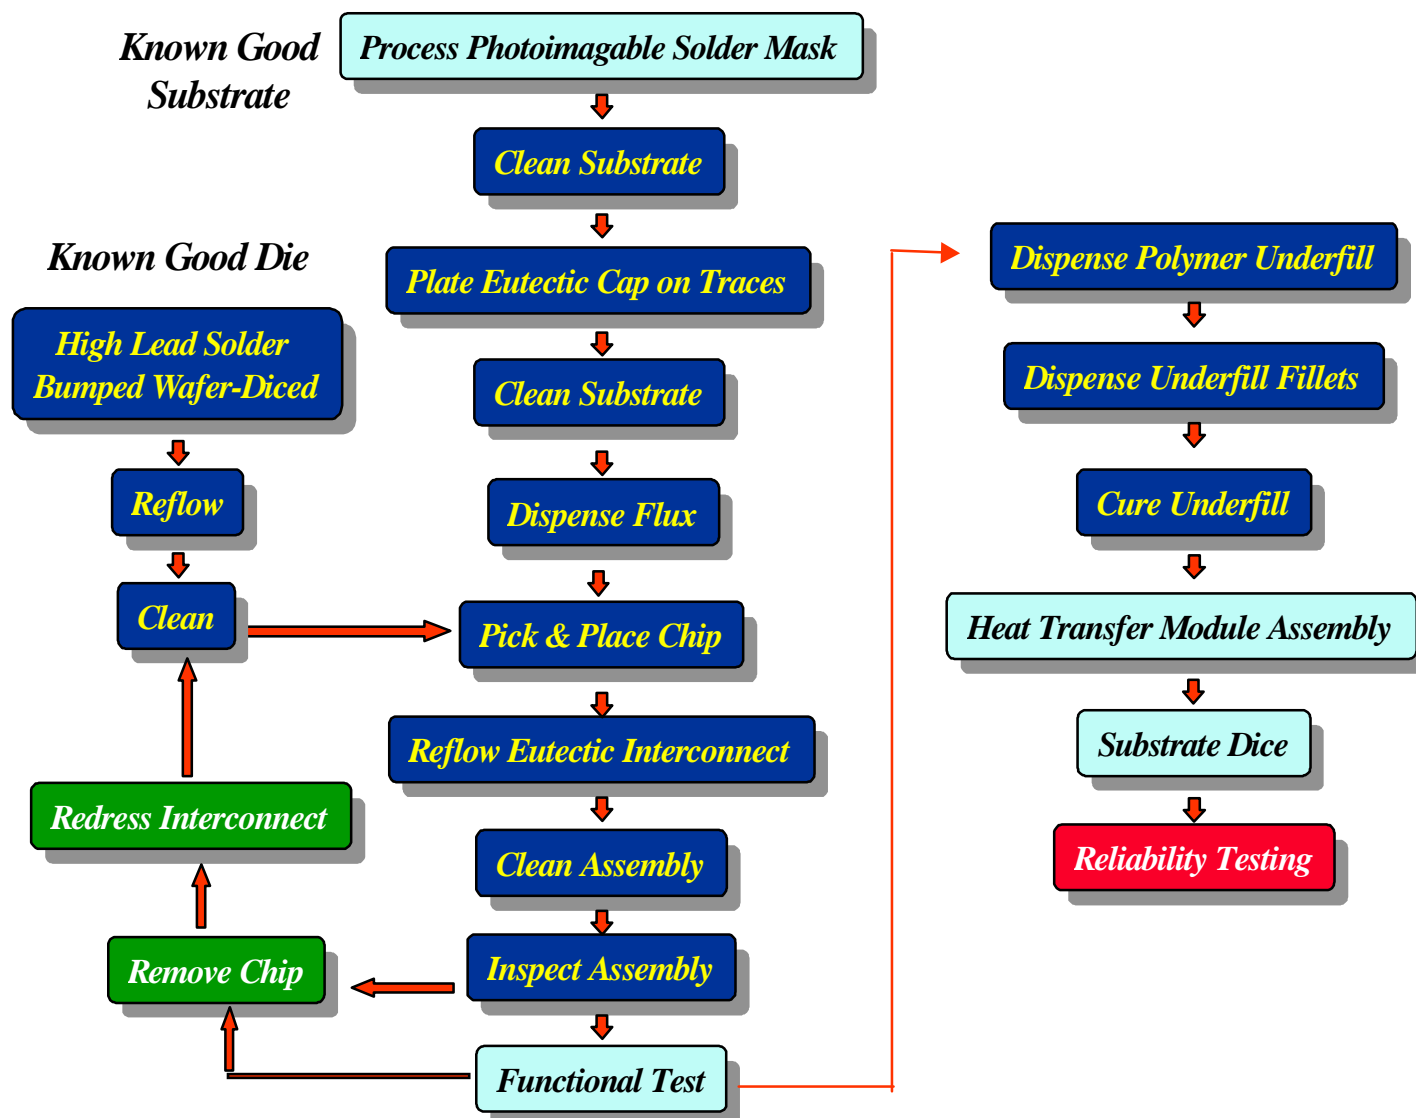 Known Good
Substrate
Process Photoimagable Solder Mask
Clean Substrate
Plate Eutectic Cap on Traces
Clean Substrate
Dispense Flux
Known Good Die
High Lead Solder
Bumped Wafer-Diced
Reflow
Clean
Pick & Place Chip
Reflow Eutectic Interconnect
Clean Assembly
Inspect Assembly
Functional Test
Redress Interconnect
Remove Chip
Dispense Polymer Underfill
Dispense Underfill Fillets
Cure Underfill
Heat Transfer Module Assembly
Substrate Dice
Reliability Testing